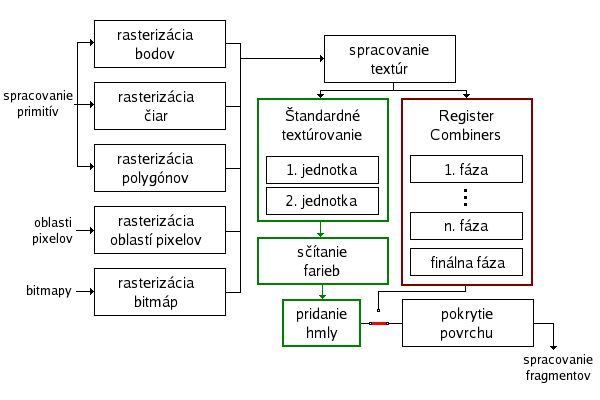 rasterizácia
bodov
spracovanie
primitív
rasterizácia
čiar
rasterizácia
polygónov
oblasti
pixelov
rasterizácia
oblastí pixelov
bitmapy
rasterizácia
bitmáp
spracovanie
textúr
Štandardné
textúrovanie
1. jednotka
2. jednotka
sčítanie
farieb
pridanie
hmly
Register
Combiners
1. fáza
n. fáza
finálna fáza
pokrytie
povrchu
spracovanie
fragmentov